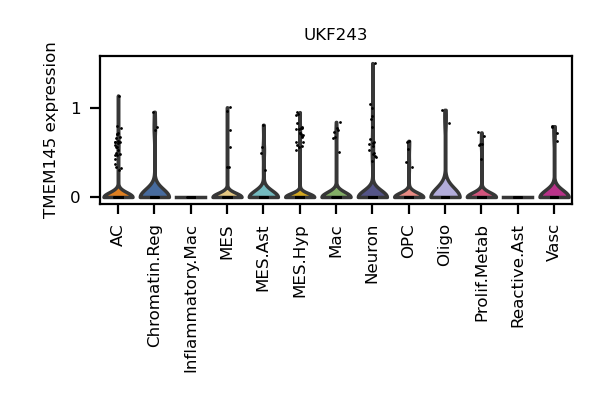 UKF243
TMEM145 expression
1
0
AC
Chromatin.Reg
Inflammatory.Mac
MES
MES.Ast
MES.Hyp
Mac
Neuron
OPC
Oligo
Prolif.Metab
Reactive.Ast
Vasc